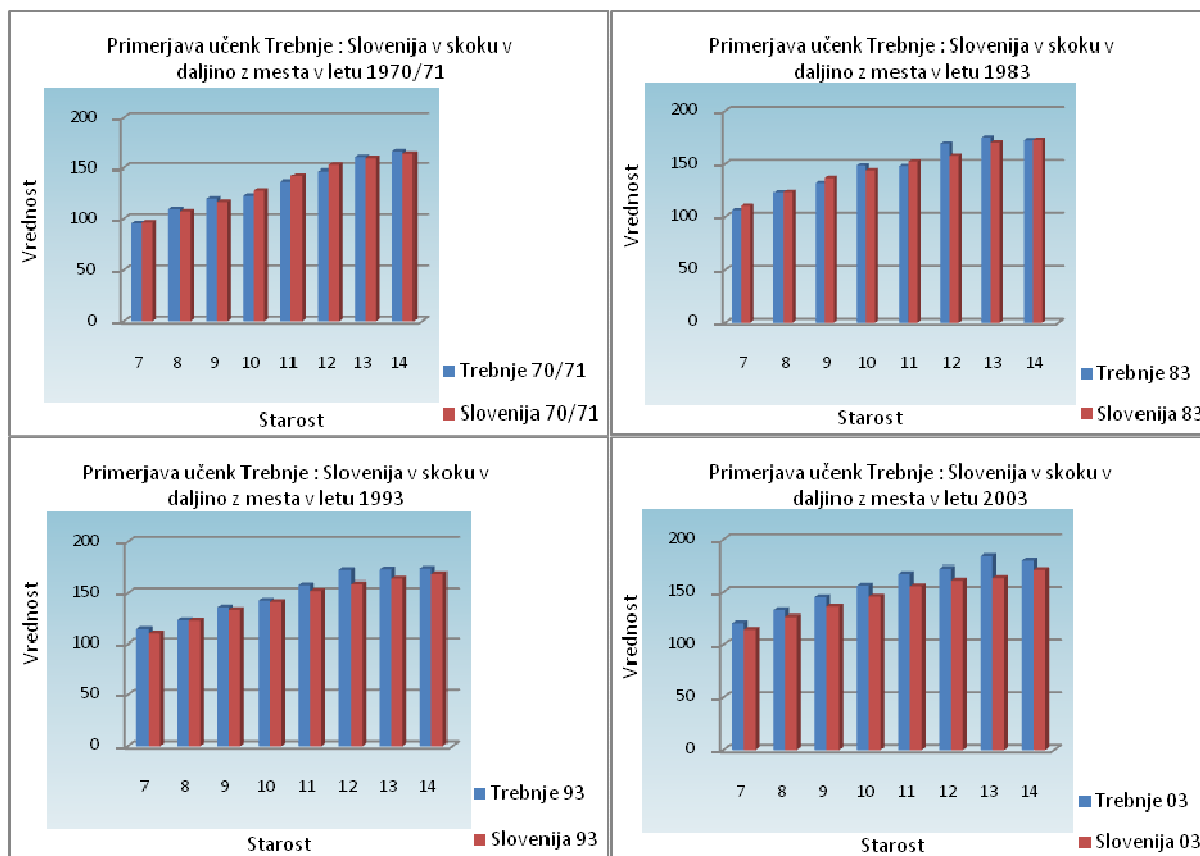 Primerjava učenk Trebnje : Slovenija v skoku v
daljino z mesta v letu 1970/71
200
150
100
50
0
Vrednost
7 8 9 10 11 12 13 14
Starost
Trebnje 70/71
Slovenija 70/71
Primerjava učenk Trebnje : Slovenija v skoku v
daljino z mesta v letu 1983
200
150
100
50
0
Vrednost
7 8 9 10 11 12 13 14
Starost
Trebnje 83
Slovenija 83
Primerjava učenk Trebnje : Slovenija v skoku v
daljino z mesta v letu 1993
200
150
100
50
0
Vrednost
7 8 9 10 11 12 13 14
Starost
Trebnje 93
Slovenija 93
Primerjava učenk Trebnje : Slovenija v skoku v
daljino z mesta v letu 2003
200
150
100
50
0
Vrednost
7 8 9 10 11 12 13 14
Starost
Trebnje 03
Slovenija 03